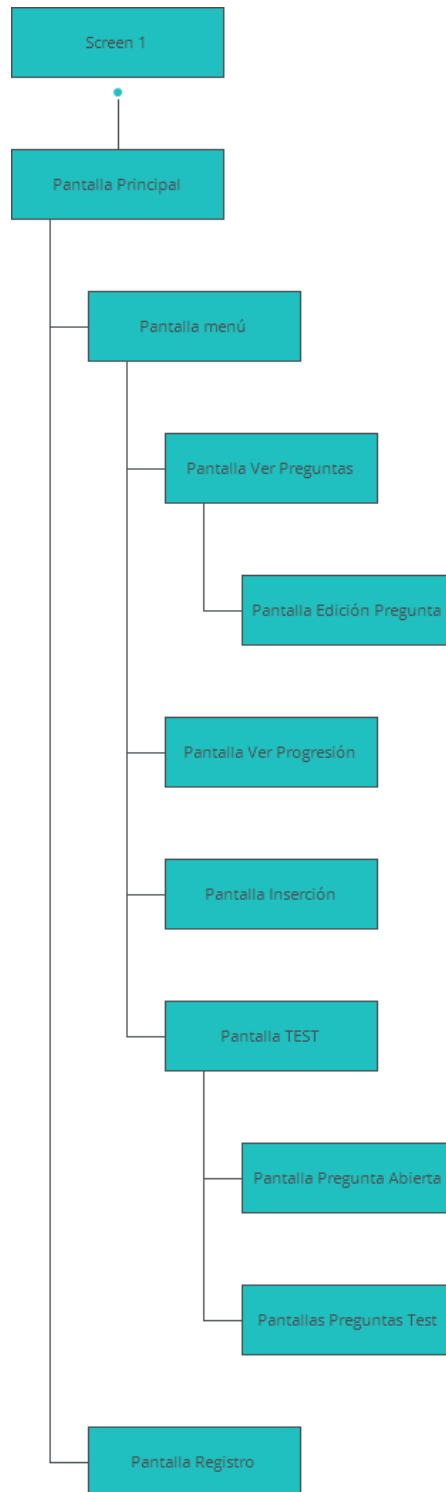 Screen 1
Pantalla Principal
Pantalla menú
Pantalla Ver Preguntas
Pantalla Edición Pregunta
Pantalla Ver Progresión
Pantalla Inserción
Pantalla TEST
Pantalla Pregunta Abierta
Pantallas Preguntas Test
Pantalla Registro